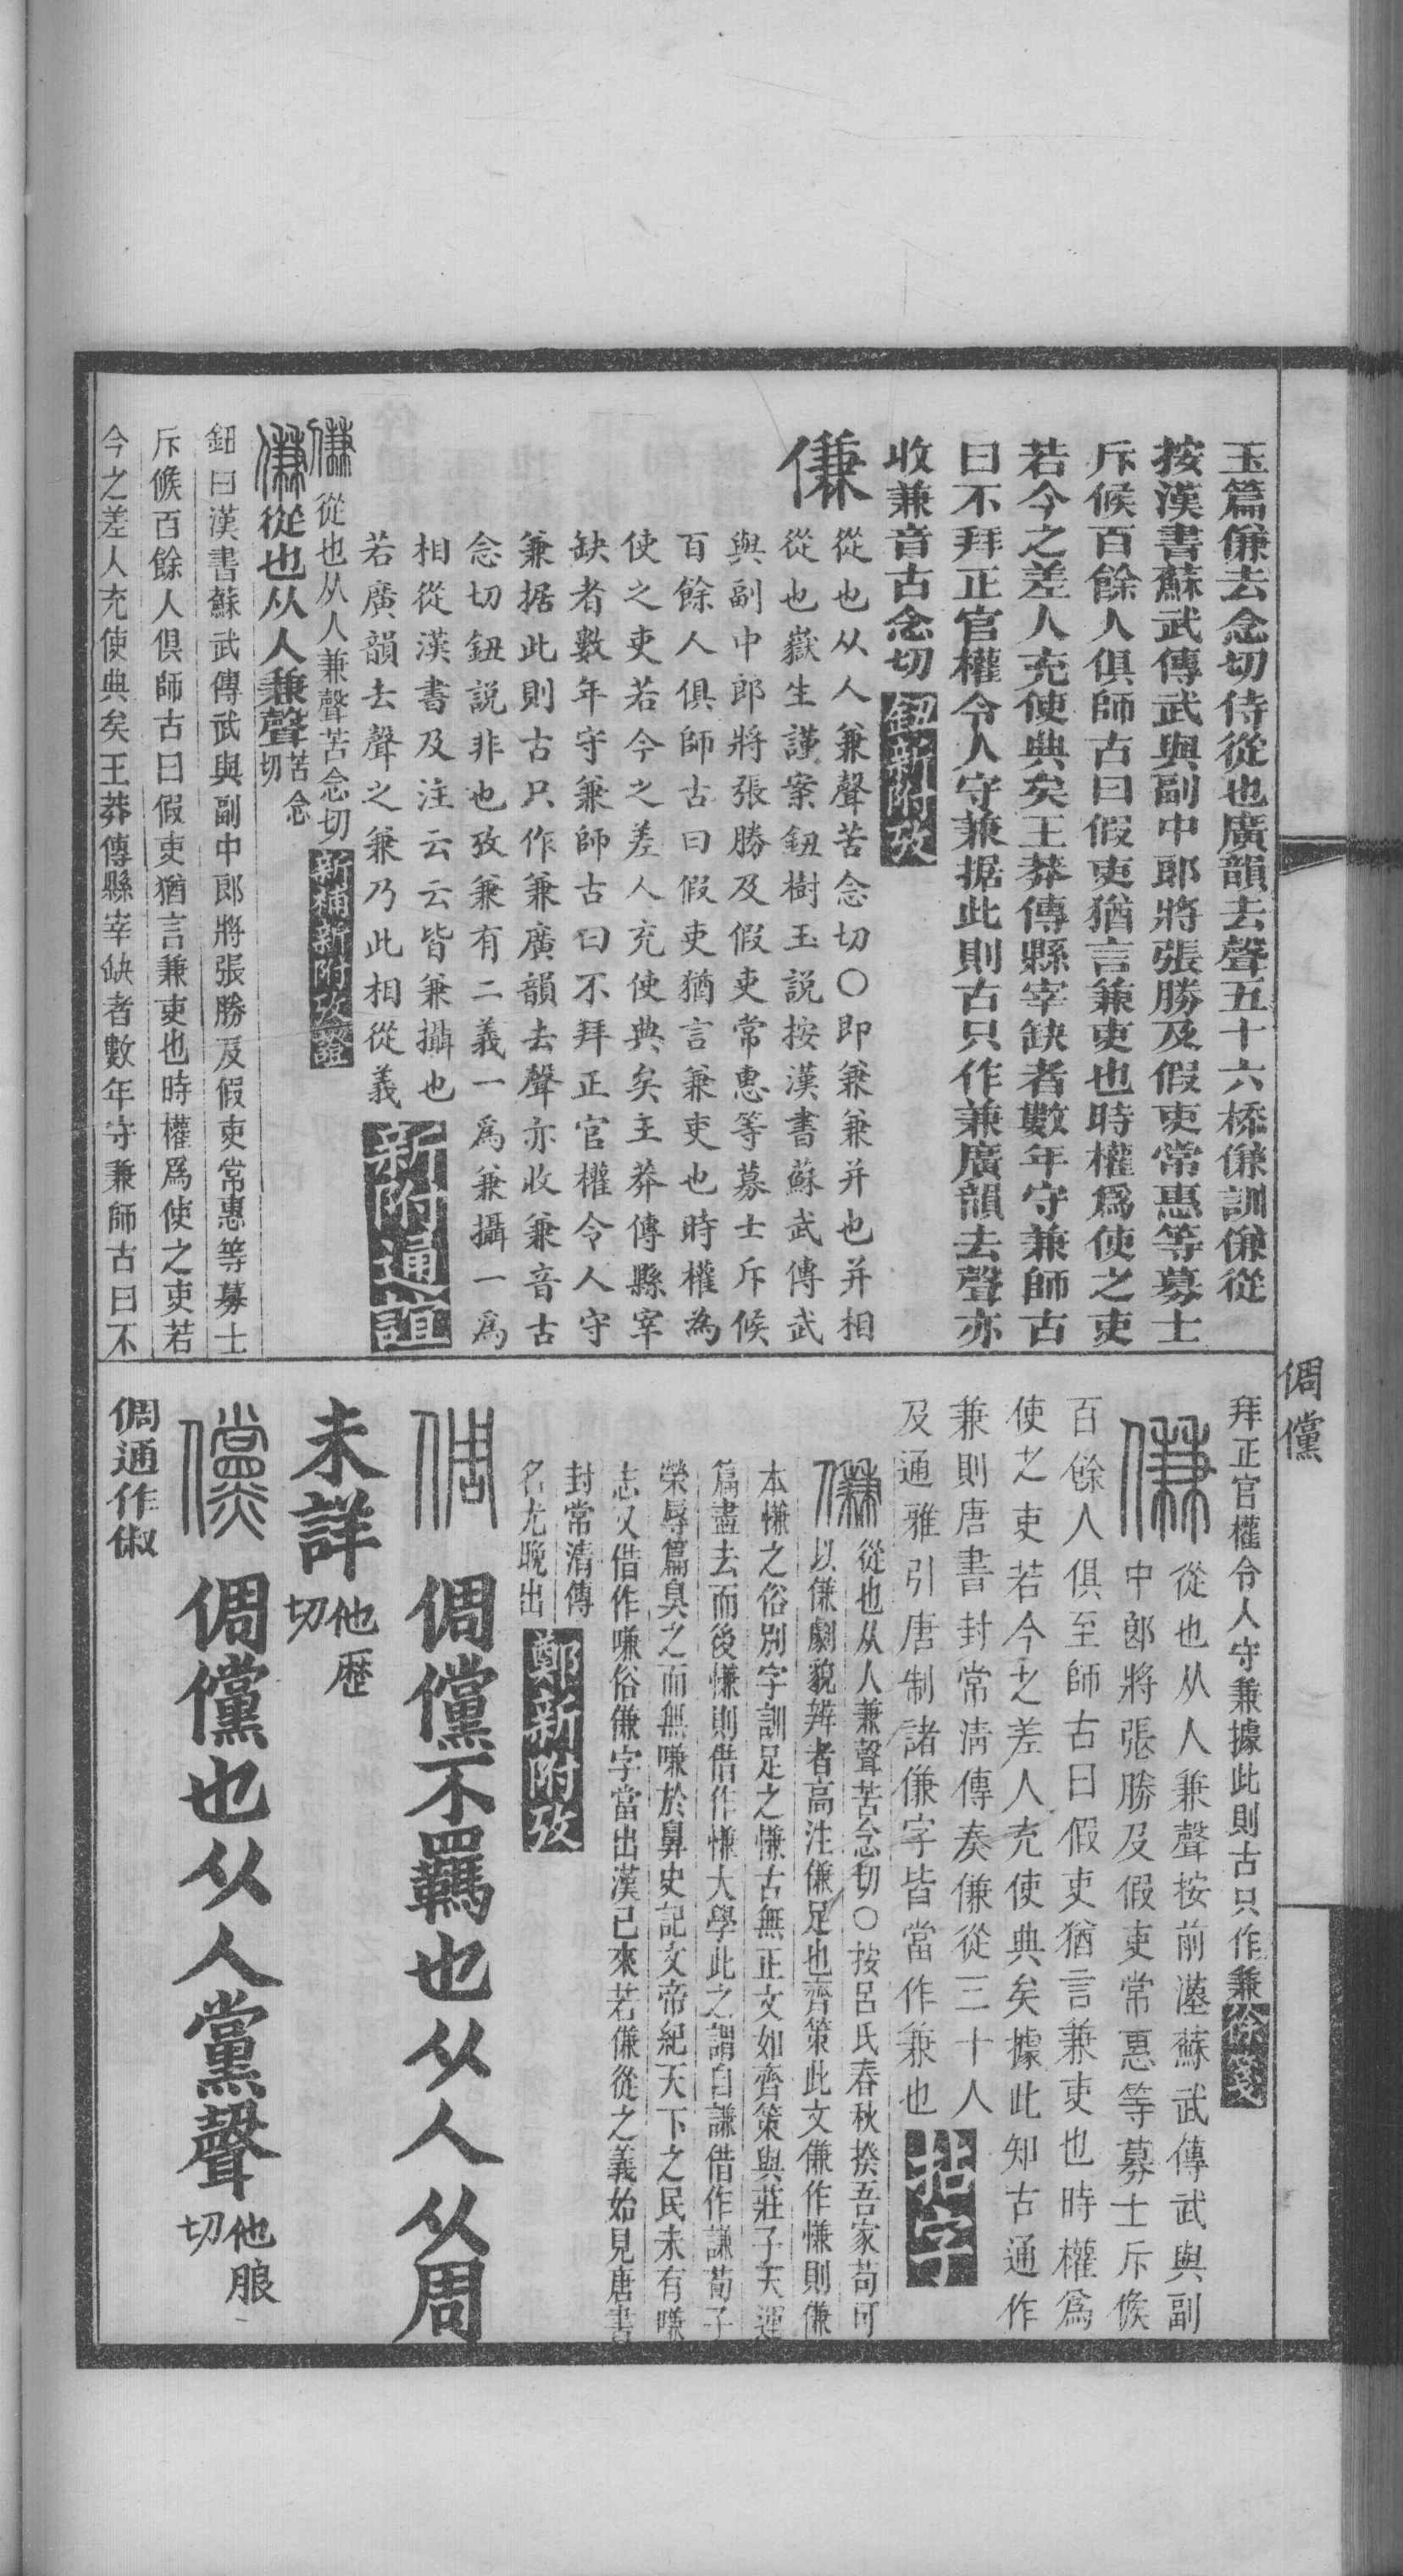 玉篇傔去念切侍從也廣韻去聲五十六㮇傔訓傔從
按漢書蘇武傳武與副中郎將張勝及假吏常惠等募士
斥候百餘人俱師古曰假吏猶言兼吏也時權爲使之吏
若今之差人充使典矣王莽傳縣宰缺者數年守兼師古
曰不拜正官權令人守兼据此則古只作兼廣韻去聲亦
收兼音古念切 鈕新附攷
傔
從也从人兼聲苦念切○即兼兼并也并相
從也嶽生謹案鈕樹玉説按漢書蘇武傳武
與副中郎將張勝及假吏常惠等募士斥候
百餘人俱師古曰假吏猶言兼吏也時權為
使之吏若今之差人充使典矣王莽傳縣宰
缺者數年守兼師古曰不拜正官權令人守
兼据此則古只作兼廣韻去聲亦收兼音古
念切鈕説非也攷兼有二義一爲兼攝一爲
相從漢書及注云云皆兼攝也
若廣韻去聲之兼乃此相從義 新附通誼
傔從也从人兼聲苦念切 新補新附攷證
傔從也从人兼聲苦念切
鈕曰漢書蘇武傳武與副中郎將張勝及假吏常惠等募士
斥候百餘人俱師古曰假吏猶言兼吏也時權爲使之吏若
今之差人充使典矣王莽傳縣宰缺者數年守兼師古曰不
倜儻
拜正官權令人守兼據此則古只作兼 徐箋
傔
從也从人兼聲按前漢蘇武傳武與副
中郎將張勝及假吏常惠等募士斥候
百餘人俱至師古曰假吏猶言兼吏也時權爲
使之吏若今之差人充使典矣據此知古通作
兼則唐書封常清傳奏傔從三十人
及通雅引唐制諸傔字皆當作兼也 拈字
傔
從也从人兼聲苦念切○按呂氏春秋揆吾家苟可
以傔劇貌辨者高注傔足也齊策此文傔作慊則傔
本慊之俗別字訓足之慊古無正文如齊策與莊子天運
篇盡去而後慊則借作慊大學此之謂自謙借作謙荀子
榮辱篇臭之而無嗛於鼻史記文帝紀天下之民未有嗛
志又借作嗛俗傔字當出漢已來若傔從之義始見唐書
封常清傳
名尤晚出 鄭新附攷
倜 倜儻不羈也从人从周
未詳他歷切
儻 倜儻也从人黨聲他朗切
倜通作俶